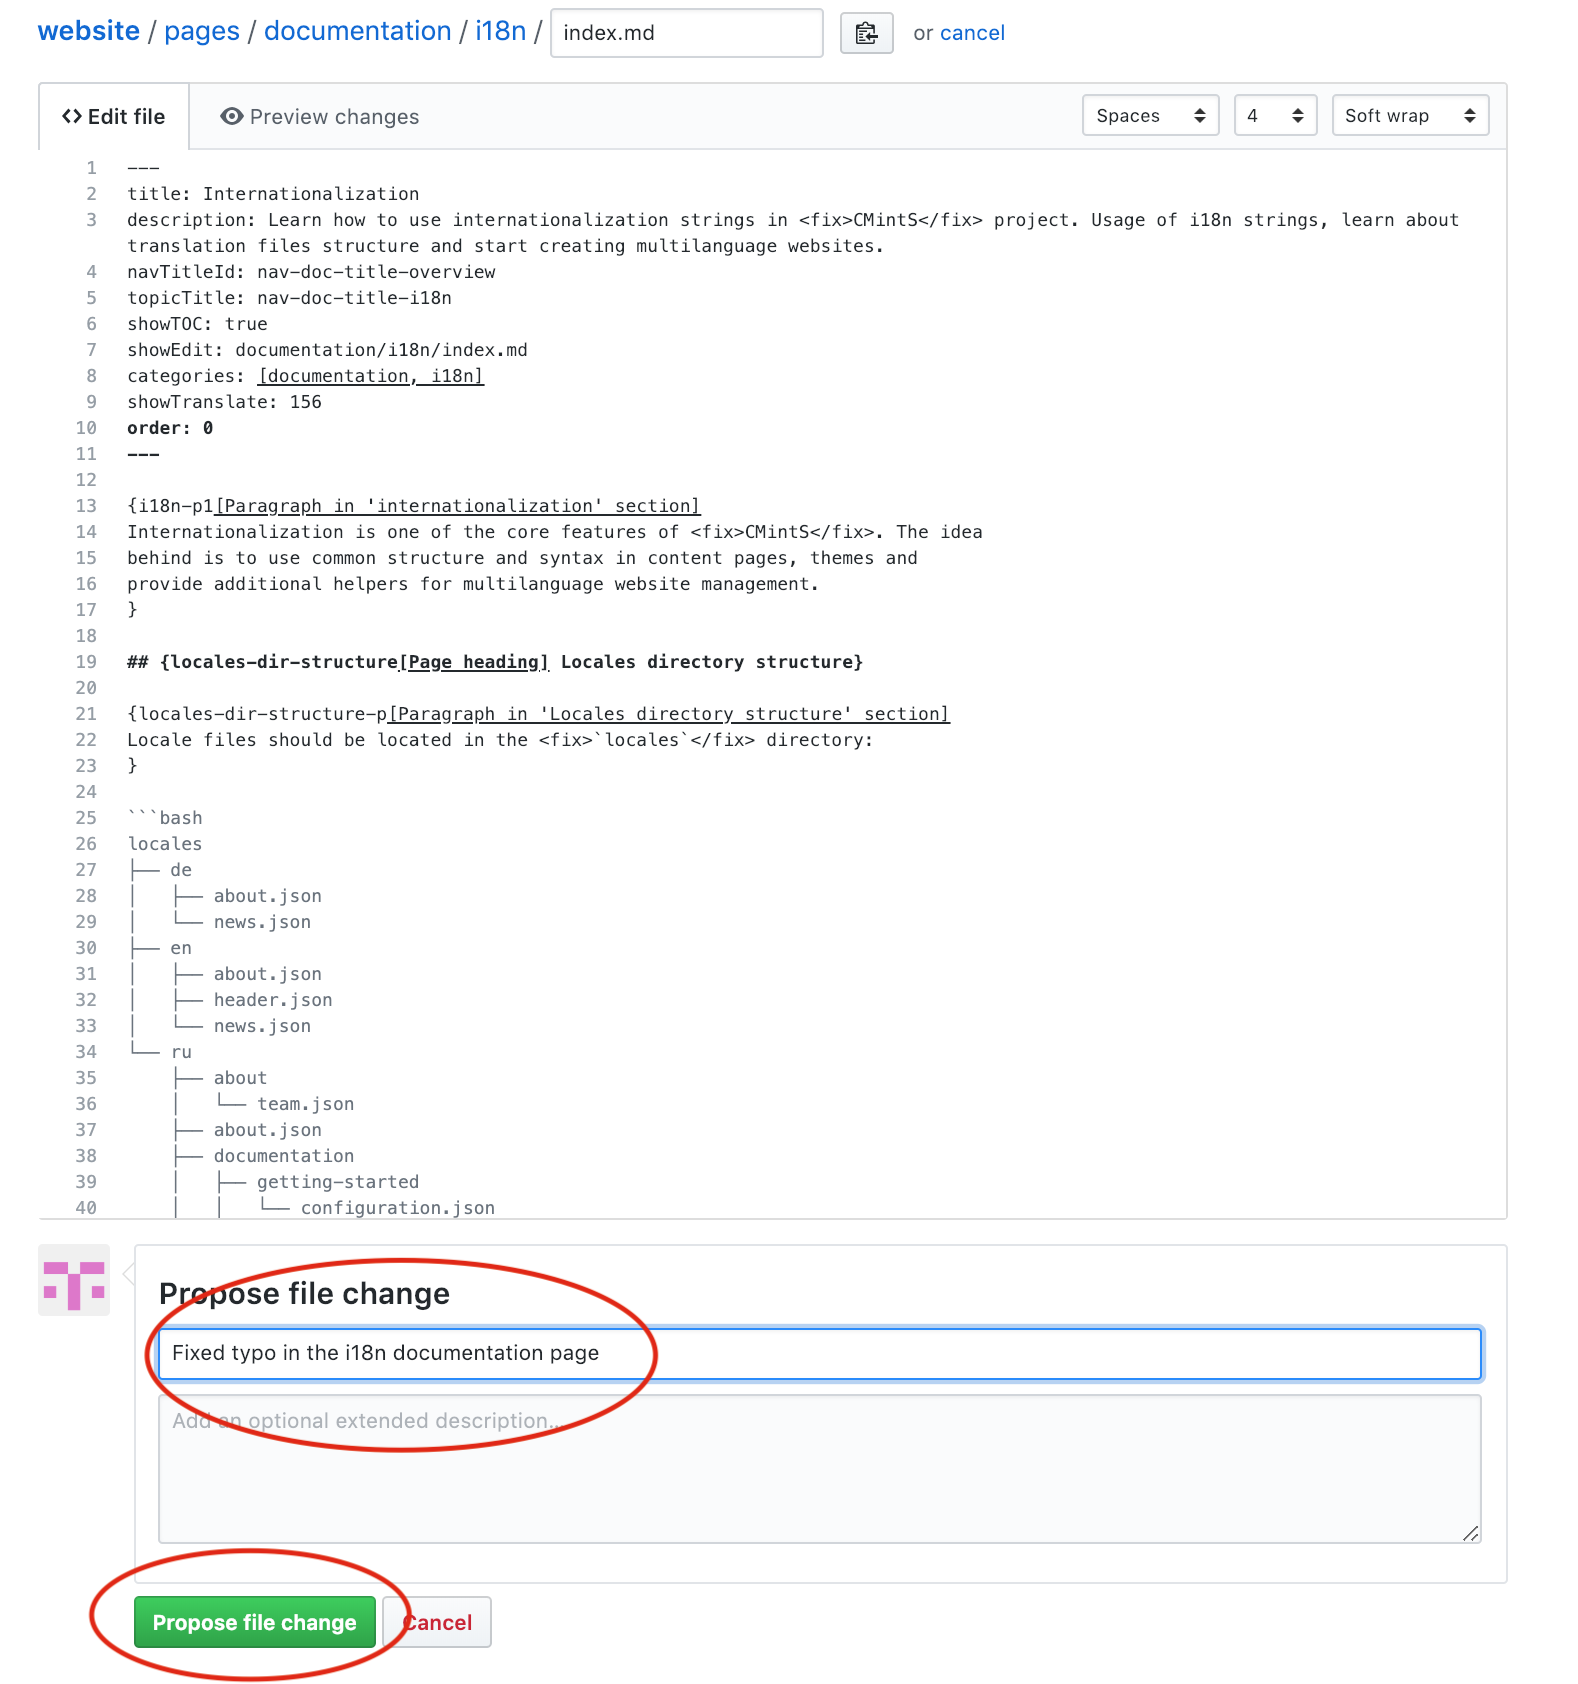 website / pages / documentation / i18n / index.md or cancel
Edit file Preview changes Spaces 4 Soft wrap
1 ---
2 title: Internationalization
3 description: Learn how to use internationalization strings in <fix>CMintS</fix> project. Usage of i18n strings, learn about
translation files structure and start creating multilanguage websites.
4 navTitleId: nav-doc-title-overview
5 topicTitle: nav-doc-title-i18n
6 showTOC: true
7 showEdit: documentation/i18n/index.md
8 categories: [documentation, i18n]
9 showTranslate: 156
10 order: 0
11 ---
12
13 {i18n-p1[Paragraph in 'internationalization' section]
14 Internationalization is one of the core features of <fix>CMintS</fix>. The idea
15 behind is to use common structure and syntax in content pages, themes and
16 provide additional helpers for multilanguage website management.
17 }
18
19 ## {locales-dir-structure[Page heading] Locales directory structure}
20
21 {locales-dir-structure-p[Paragraph in 'Locales directory structure' section]
22 Locale files should be located in the <fix>`locales`</fix> directory:
23 }
24
25 ```bash
26 locales
27 ├── de
28 │   ├── about.json
29 │   └── news.json
30 ├── en
31 │   ├── about.json
32 │   ├── header.json
33 │   └── news.json
34 └── ru
35     ├── about
36     │   └── team.json
37     ├── about.json
38     ├── documentation
39     │   ├── getting-started
40     │   │   └── configuration.json
Propose file change
Fixed typo in the i18n documentation page
Add an optional extended description...
Propose file change Cancel